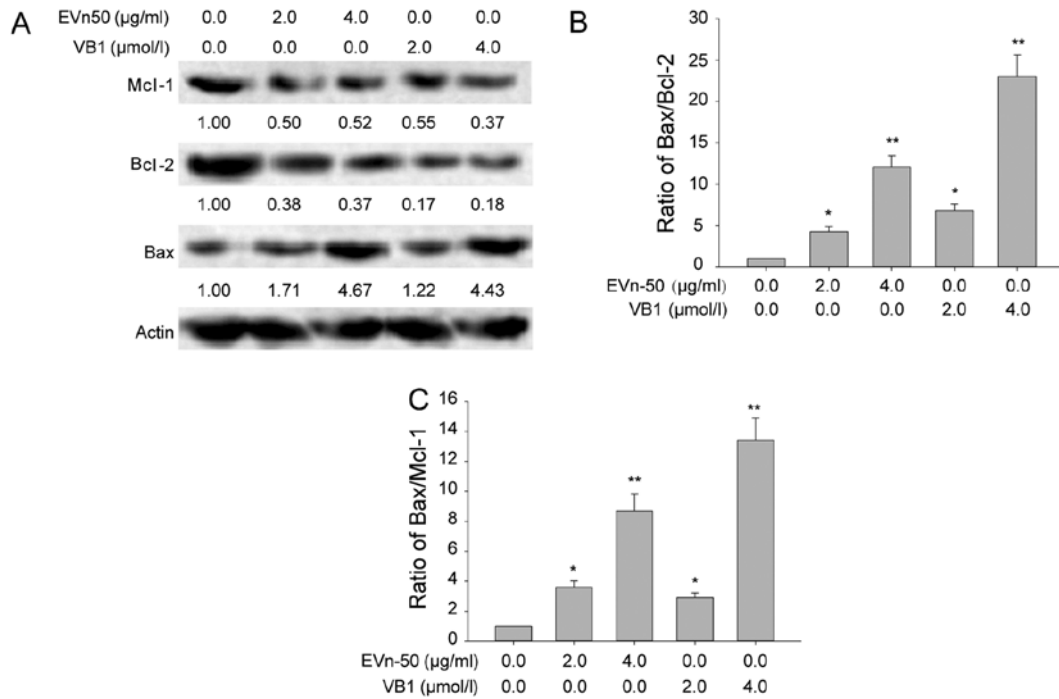 A
EVn50 (µg/ml) 0.0 2.0 4.0 0.0 0.0
VB1 (µmol/l) 0.0 0.0 0.0 2.0 4.0
Mcl-1
1.00 0.50 0.52 0.55 0.37
Bcl-2
1.00 0.38 0.37 0.17 0.18
Bax
1.00 1.71 4.67 1.22 4.43
Actin
B
Ratio of Bax/Bcl-2
30
25
20
15
10
5
0
* ** * **
EVn-50 (µg/ml) 0.0 2.0 4.0 0.0 0.0
VB1 (µmol/l) 0.0 0.0 0.0 2.0 4.0
C
Ratio of Bax/Mcl-1
16
14
12
10
8
6
4
2
0
* ** * **
EVn-50 (µg/ml) 0.0 2.0 4.0 0.0 0.0
VB1 (µmol/l) 0.0 0.0 0.0 2.0 4.0